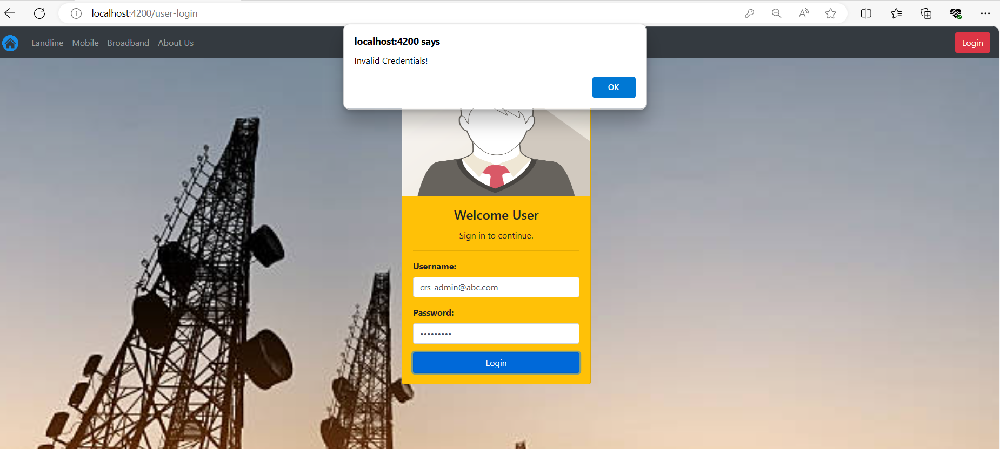 localhost:4200/user-login
Landline Mobile Broadband About Us
Login
localhost:4200 says
Invalid Credentials!
OK
Welcome User
Sign in to continue.
Username:
crs-admin@abc.com
Password:
•••••••••
Login